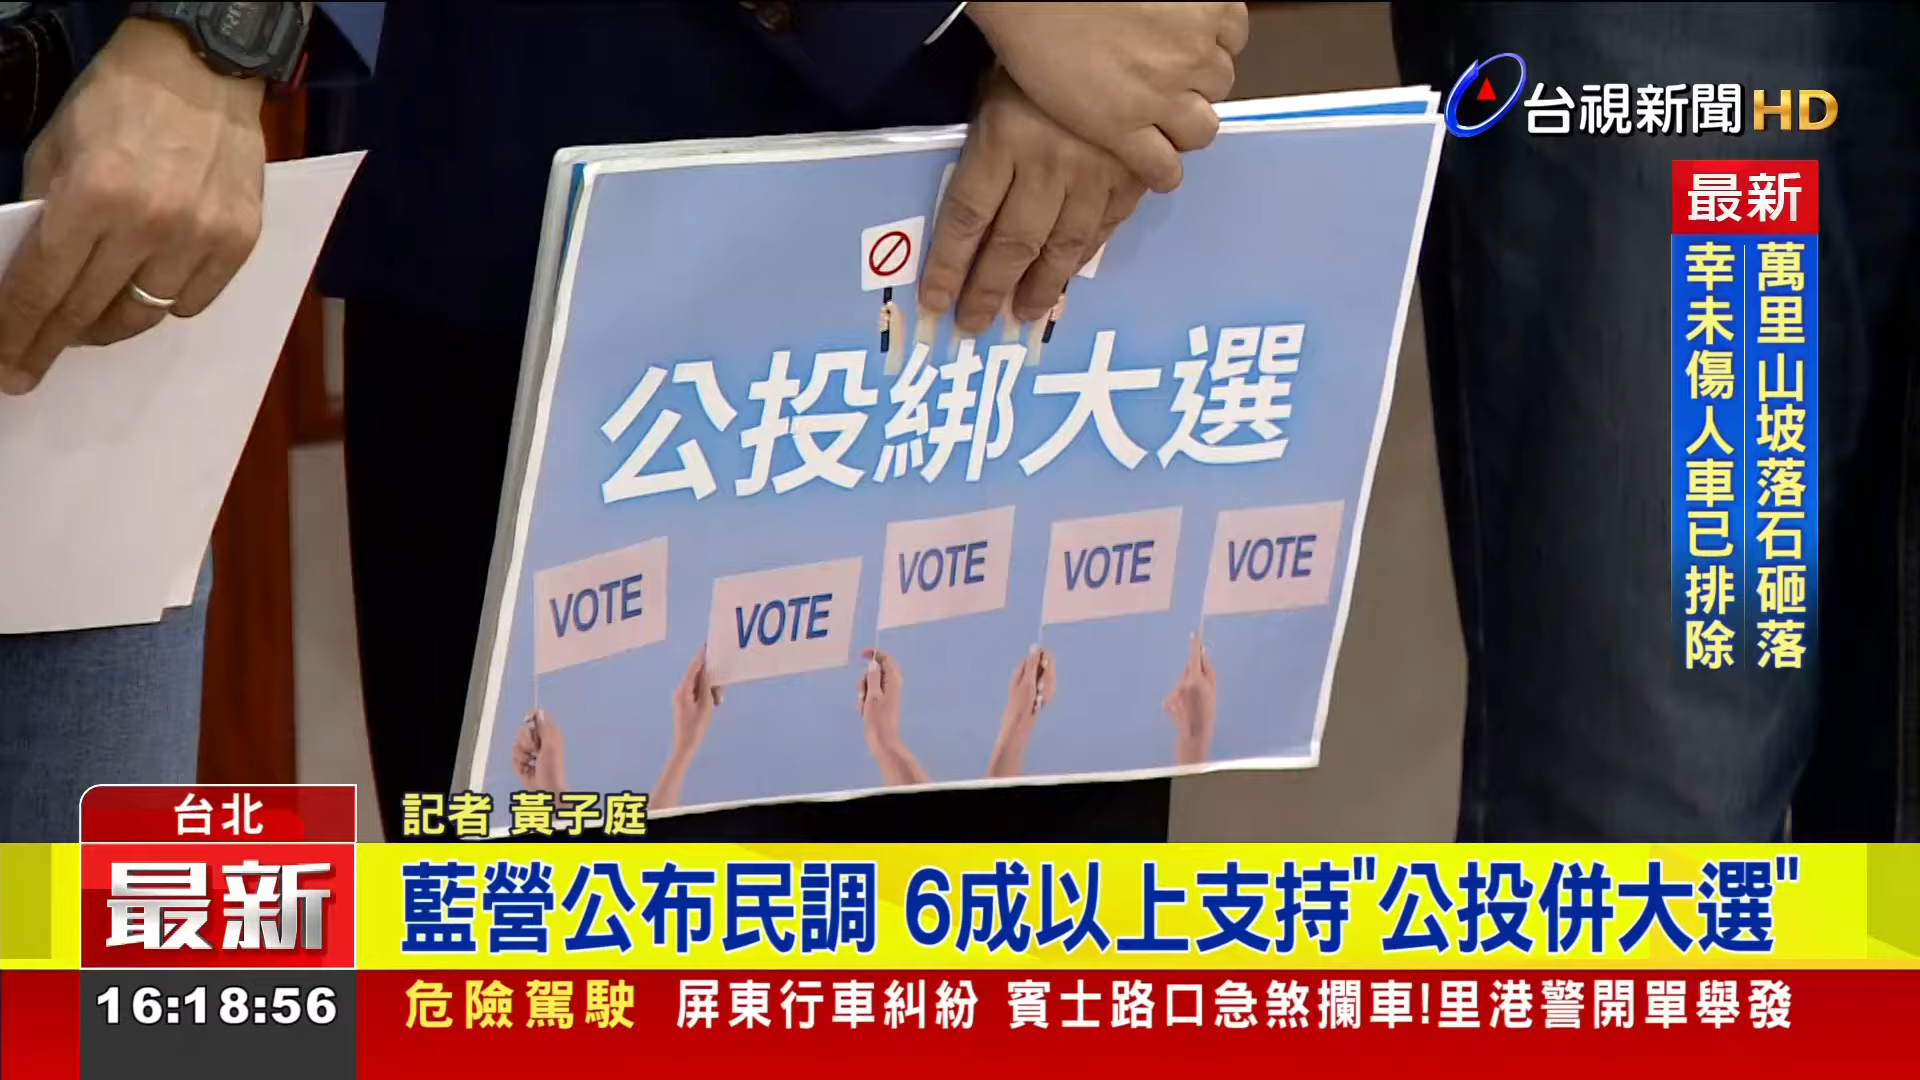 台視新聞HD
最新
萬里山坡落石砸落
幸未傷人車已排除
公投綁大選
VOTE
VOTE
VOTE
VOTE
VOTE
台北
記者 黃子庭
最新
藍營公布民調 6成以上支持"公投併大選"
16:18:56
危險駕駛 屏東行車糾紛 賓士路口急煞攔車!里港警開單舉發